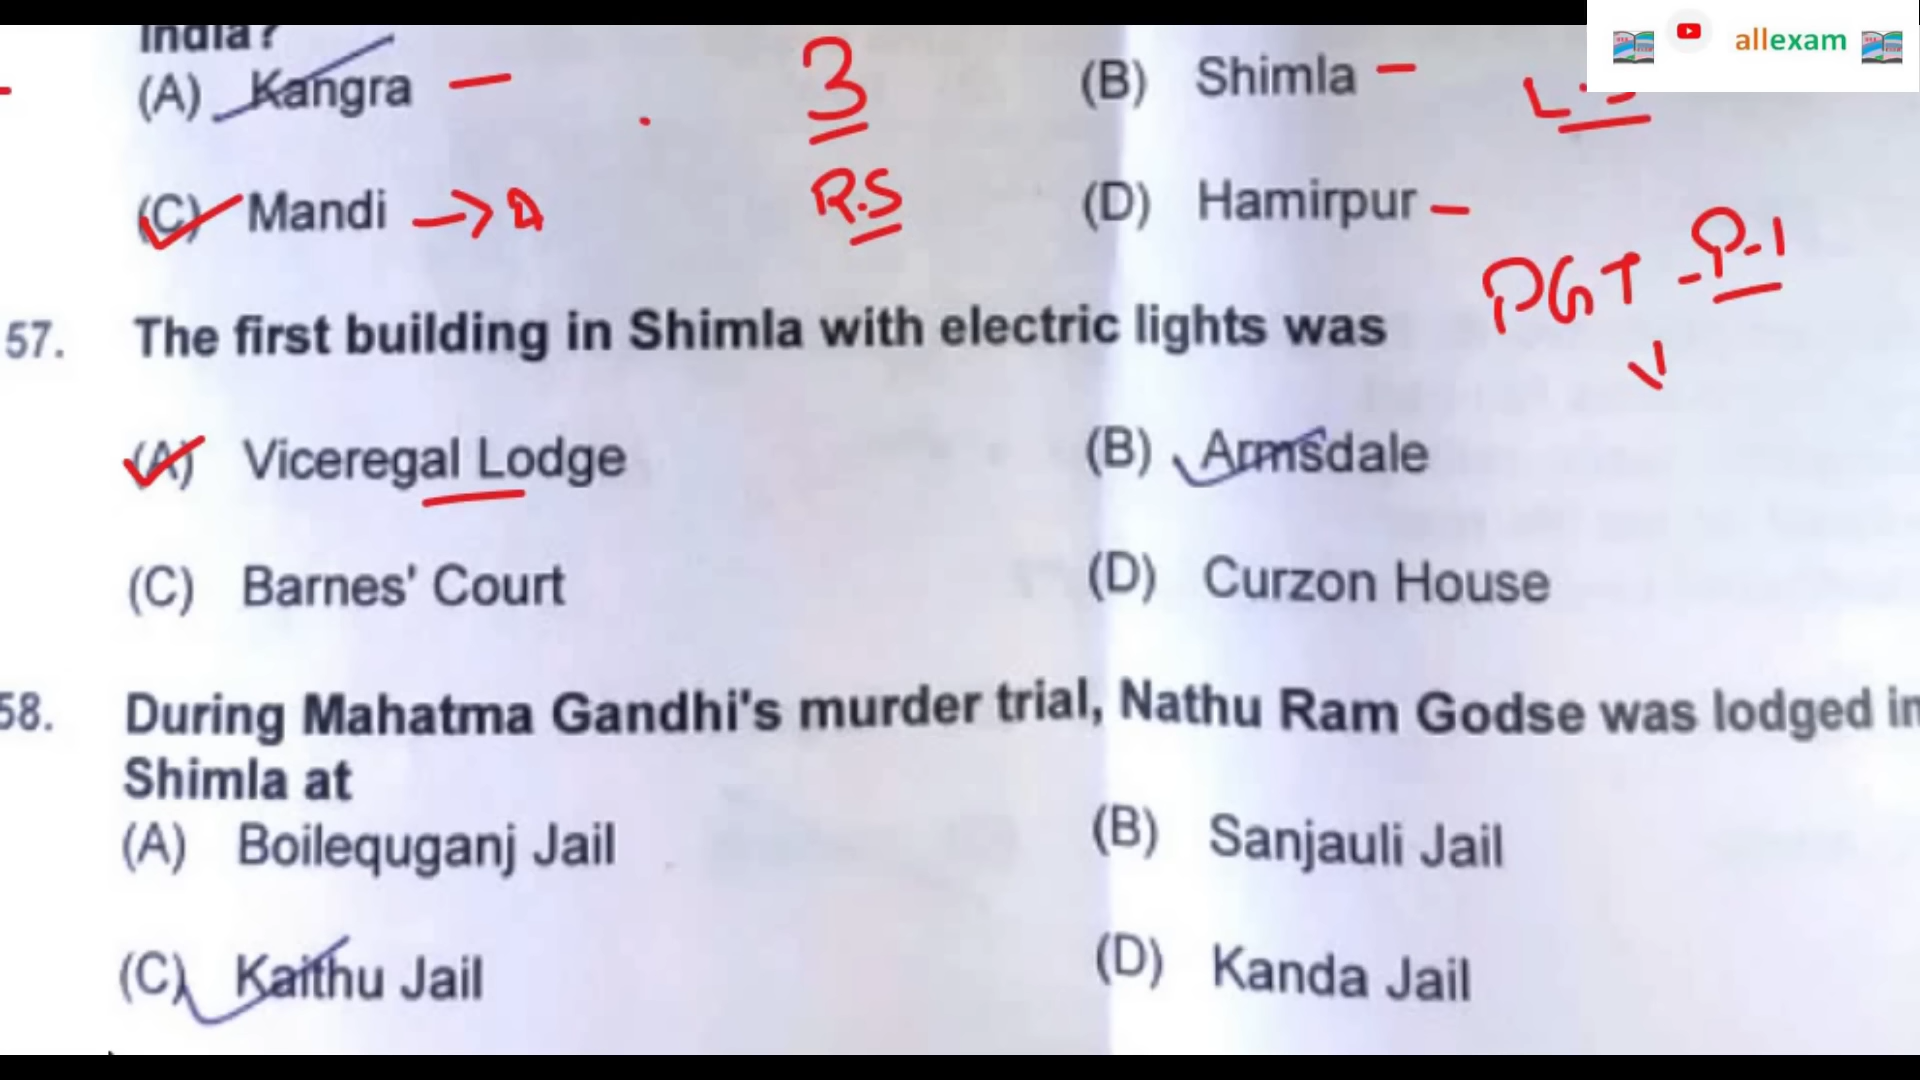 allexam
India?
(A) Kangra
3
(B) Shimla
L.S
(C) Mandi
R.S
(D) Hamirpur
PGT - P-1
57. The first building in Shimla with electric lights was
(A) Viceregal Lodge
(B) Armsdale
(C) Barnes' Court
(D) Curzon House
58. During Mahatma Gandhi's murder trial, Nathu Ram Godse was lodged in
Shimla at
(A) Boilequganj Jail
(B) Sanjauli Jail
(C) Kaithu Jail
(D) Kanda Jail